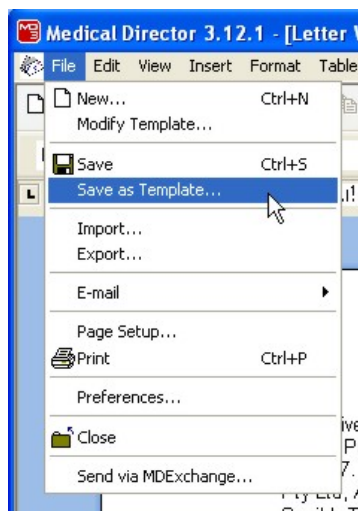 Medical Director 3.12.1 - [Letter
File Edit View Insert Format Table
New... Ctrl+N
Modify Template...
Save Ctrl+S
Save as Template...
Import...
Export...
E-mail
Page Setup...
Print Ctrl+P
Preferences...
Close
Send via MDExchange...